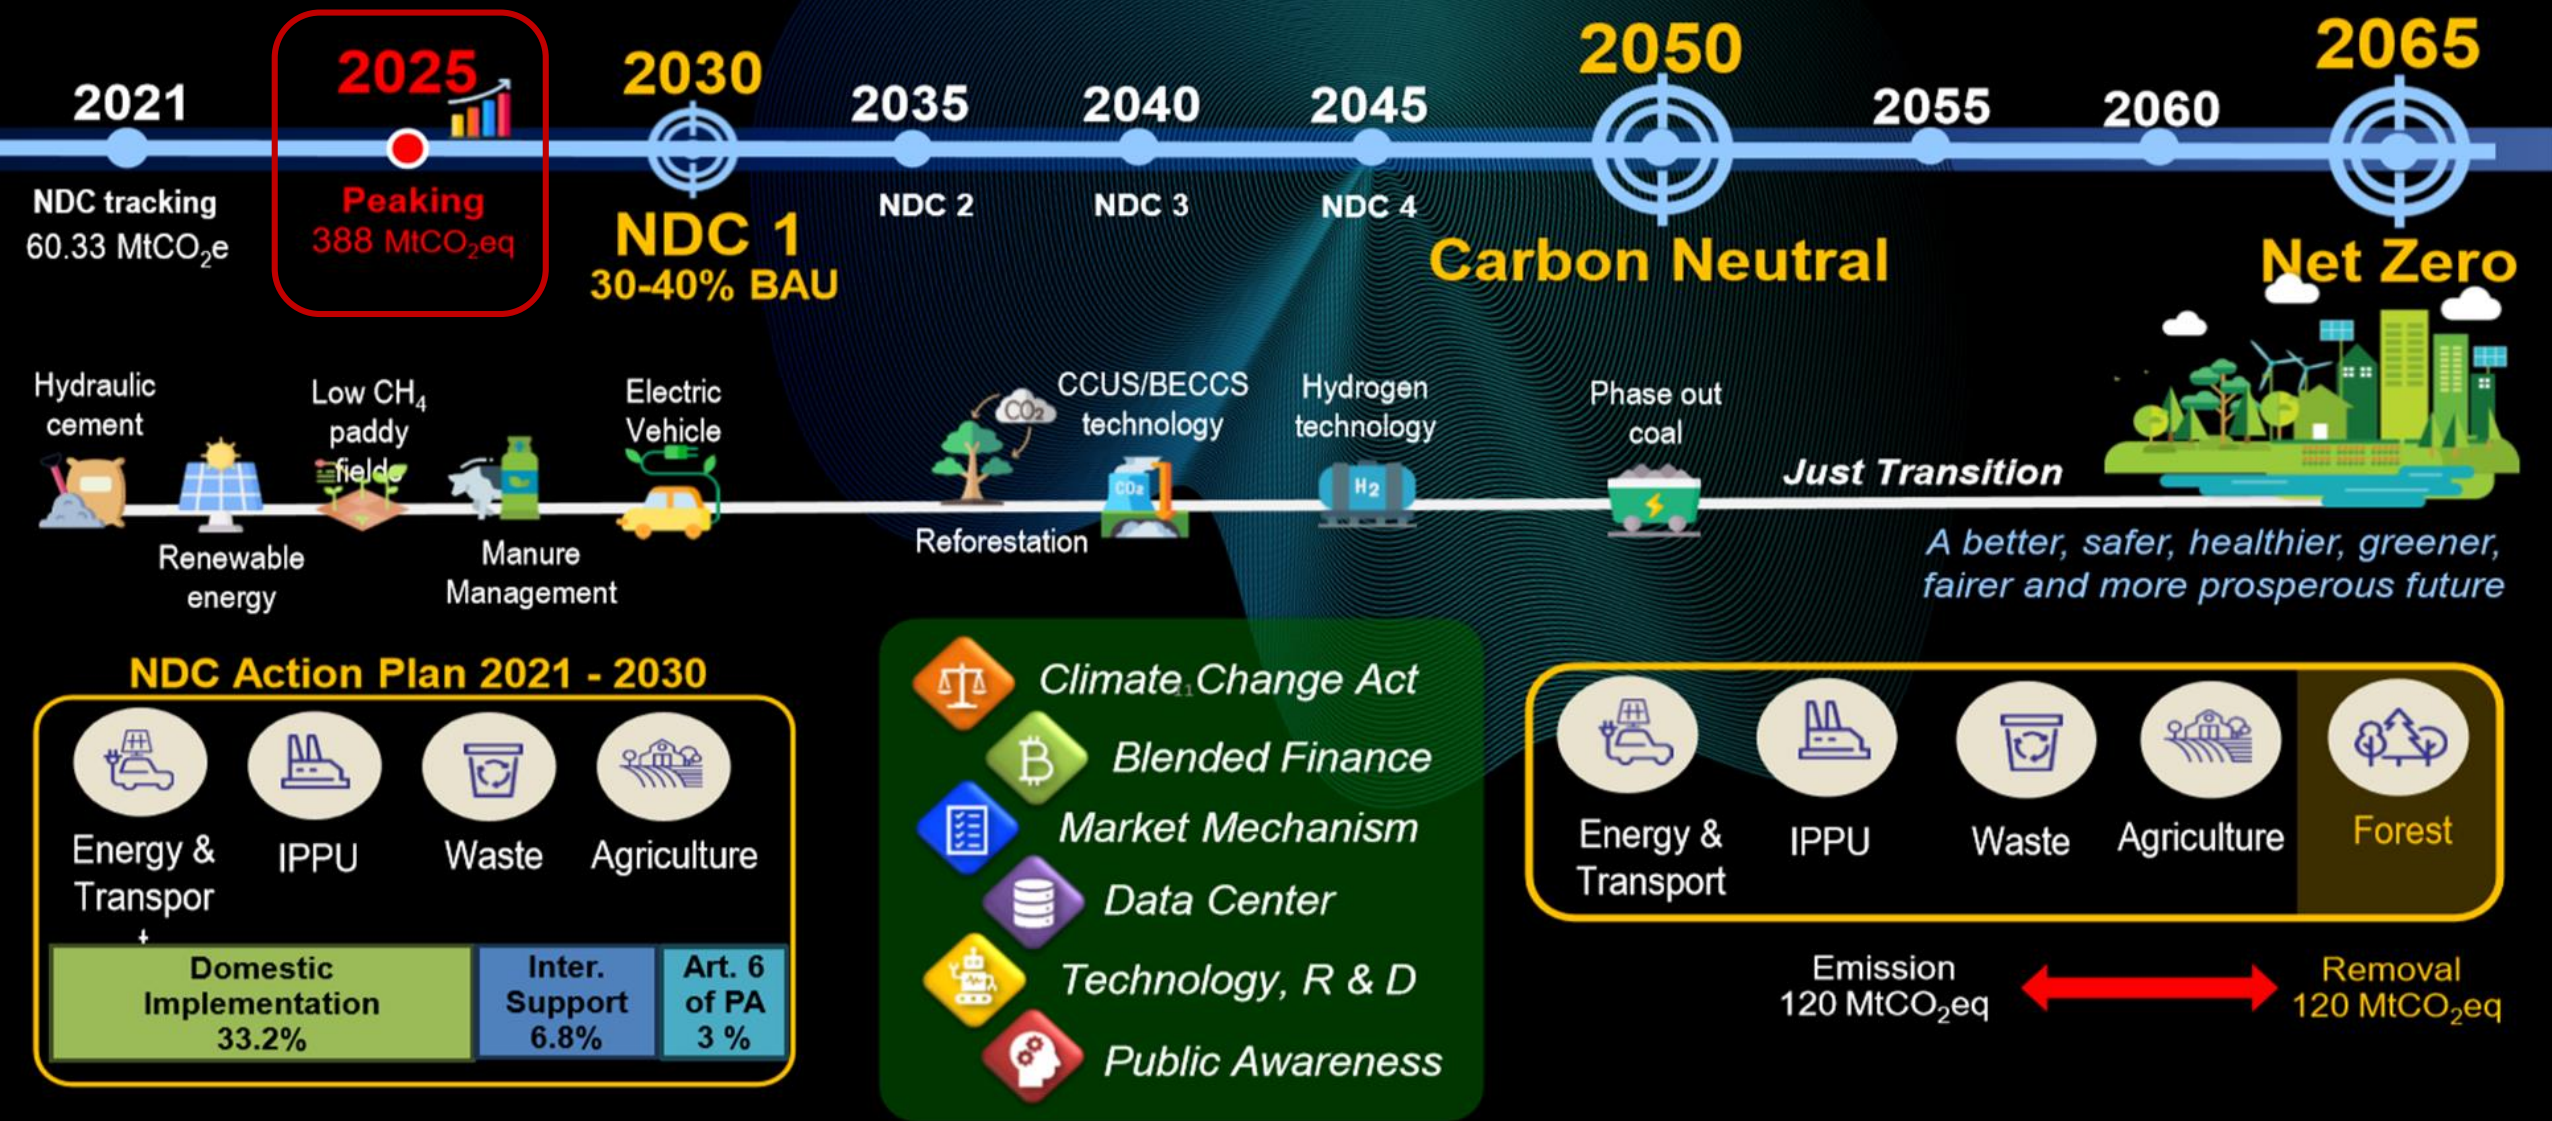 2021
2025
2030
2035
2040
2045
2050
2055
2060
2065
NDC tracking
60.33 MtCO₂e
Peaking
388 MtCO₂eq
NDC 1
30-40% BAU
NDC 2
NDC 3
NDC 4
Carbon Neutral
Net Zero
Hydraulic
cement
Renewable
energy
Low CH₄
paddy
fields
Manure
Management
Electric
Vehicle
CO₂
Reforestation
CCUS/BECCS
technology
CO₂
Hydrogen
technology
H₂
Phase out
coal
Just Transition
A better, safer, healthier, greener,
fairer and more prosperous future
NDC Action Plan 2021 - 2030
Energy &
Transpor
t
IPPU
Waste
Agriculture
Domestic
Implementation
33.2%
Inter.
Support
6.8%
Art. 6
of PA
3 %
Climate Change Act
11
Blended Finance
Market Mechanism
Data Center
Technology, R & D
Public Awareness
Energy &
Transport
IPPU
Waste
Agriculture
Forest
Emission
120 MtCO₂eq
Removal
120 MtCO₂eq